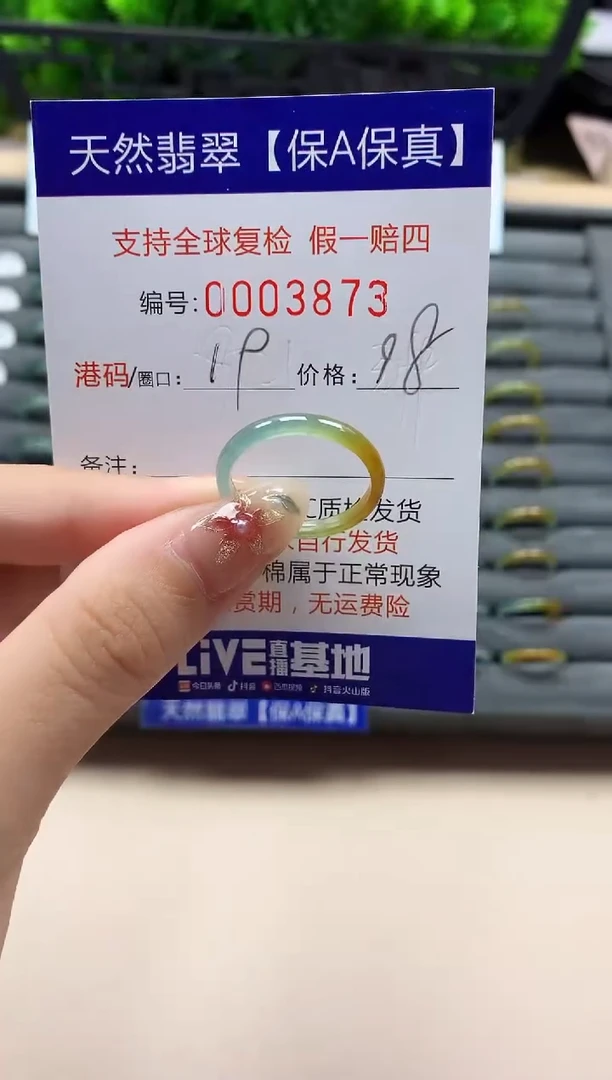 天然翡翠【保A保真】
支持全球复检 假一赔四
编号:0003873
港码/圈口: 19 价格: 98
备注:
质检发货
自行发货
棉属于正常现象
赏期，无运费险
LiVE直播基地
今日头条 抖音 西瓜视频 抖音火山版
天然翡翠【保A保真】